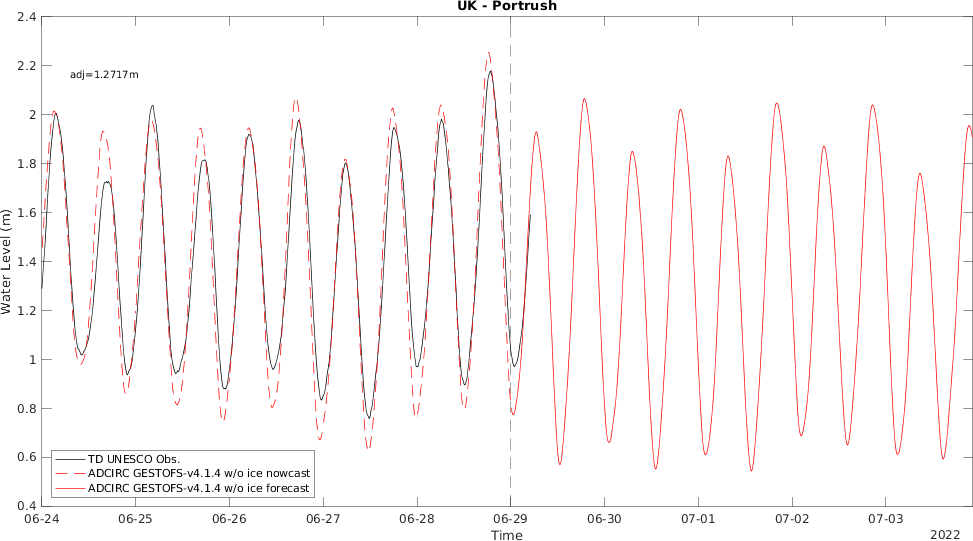 UK - Portrush
2.4
2.2
2
1.8
1.6
1.4
1.2
1
0.8
0.6
0.4
Water Level (m)
adj=1.2717m
TD UNESCO Obs.
ADCIRC GESTOFS-v4.1.4 w/o ice nowcast
ADCIRC GESTOFS-v4.1.4 w/o ice forecast
06-24 06-25 06-26 06-27 06-28 06-29 06-30 07-01 07-02 07-03
Time
2022